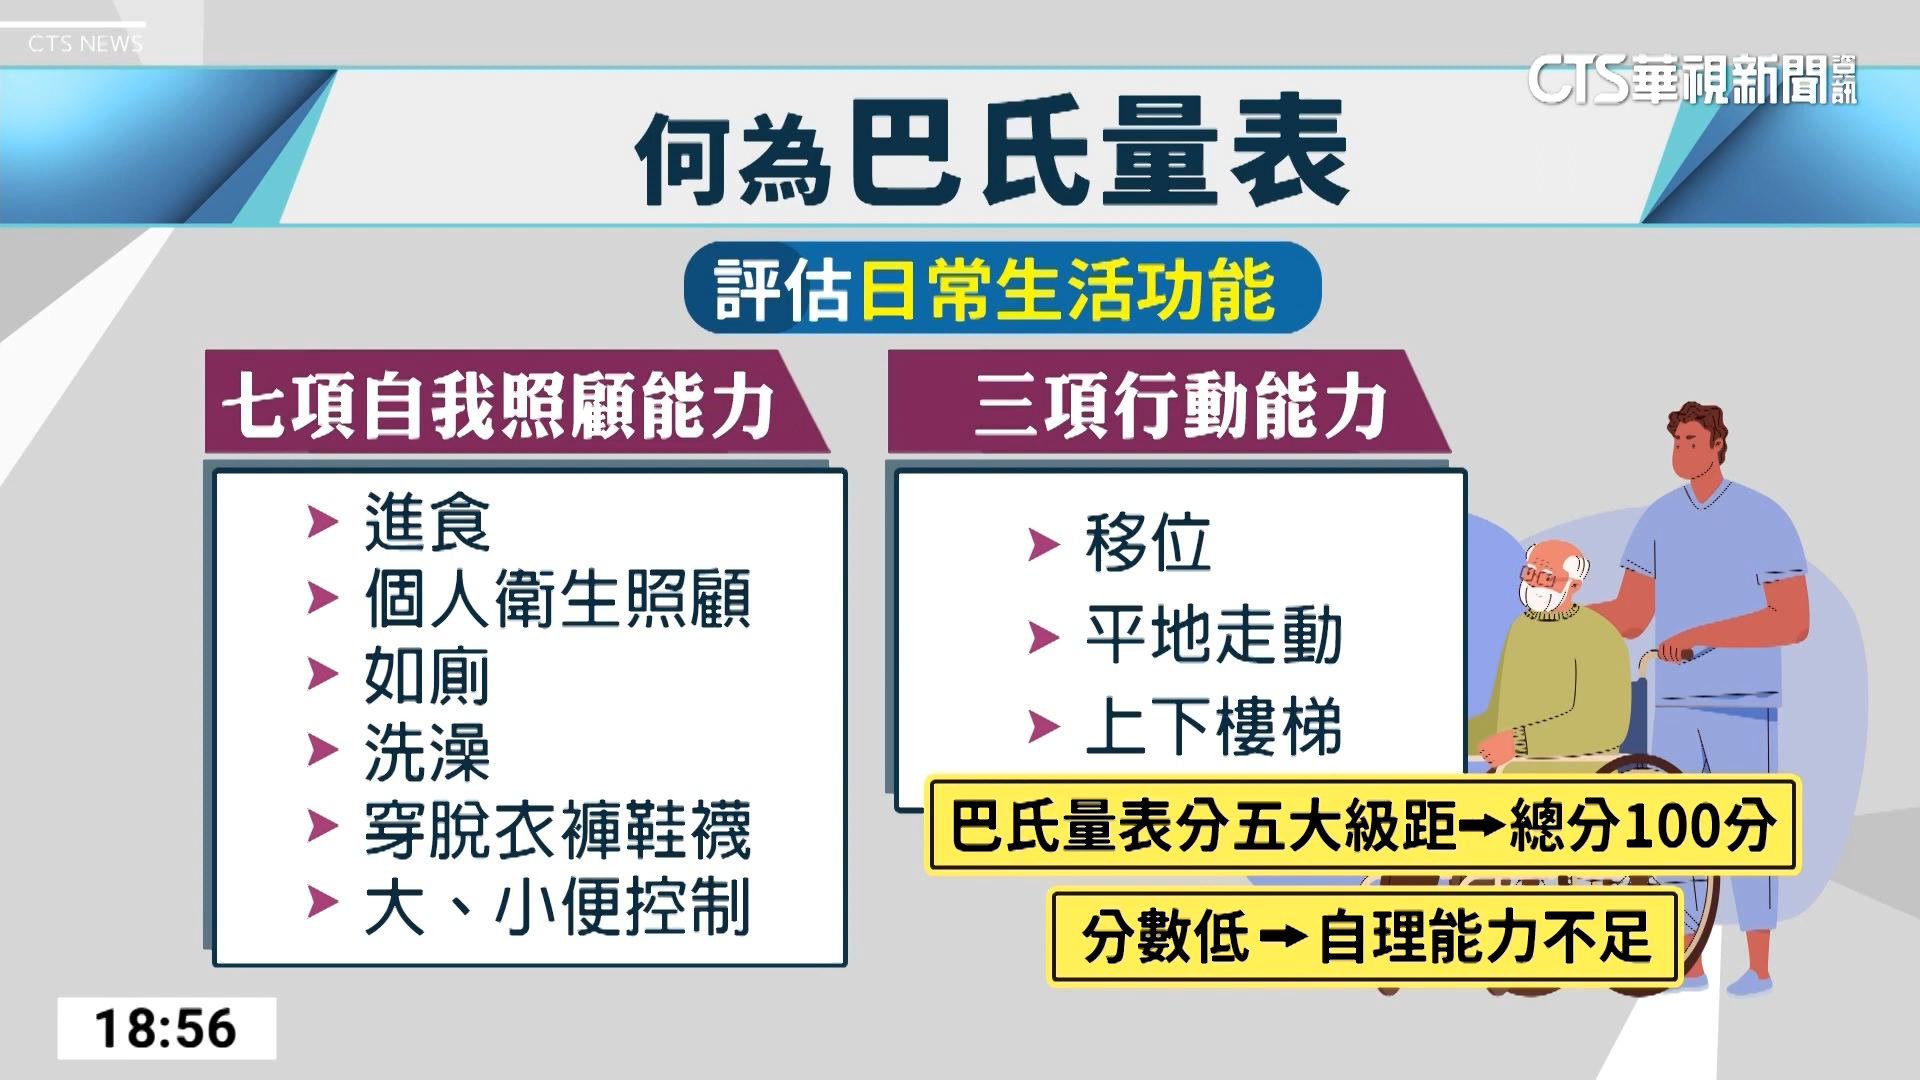 CTS NEWS
CTS華視新聞資訊
何為巴氏量表
評估日常生活功能
七項自我照顧能力
進食
個人衛生照顧
如廁
洗澡
穿脫衣褲鞋襪
大、小便控制
三項行動能力
移位
平地走動
上下樓梯
巴氏量表分五大級距→總分100分
分數低→自理能力不足
18:56